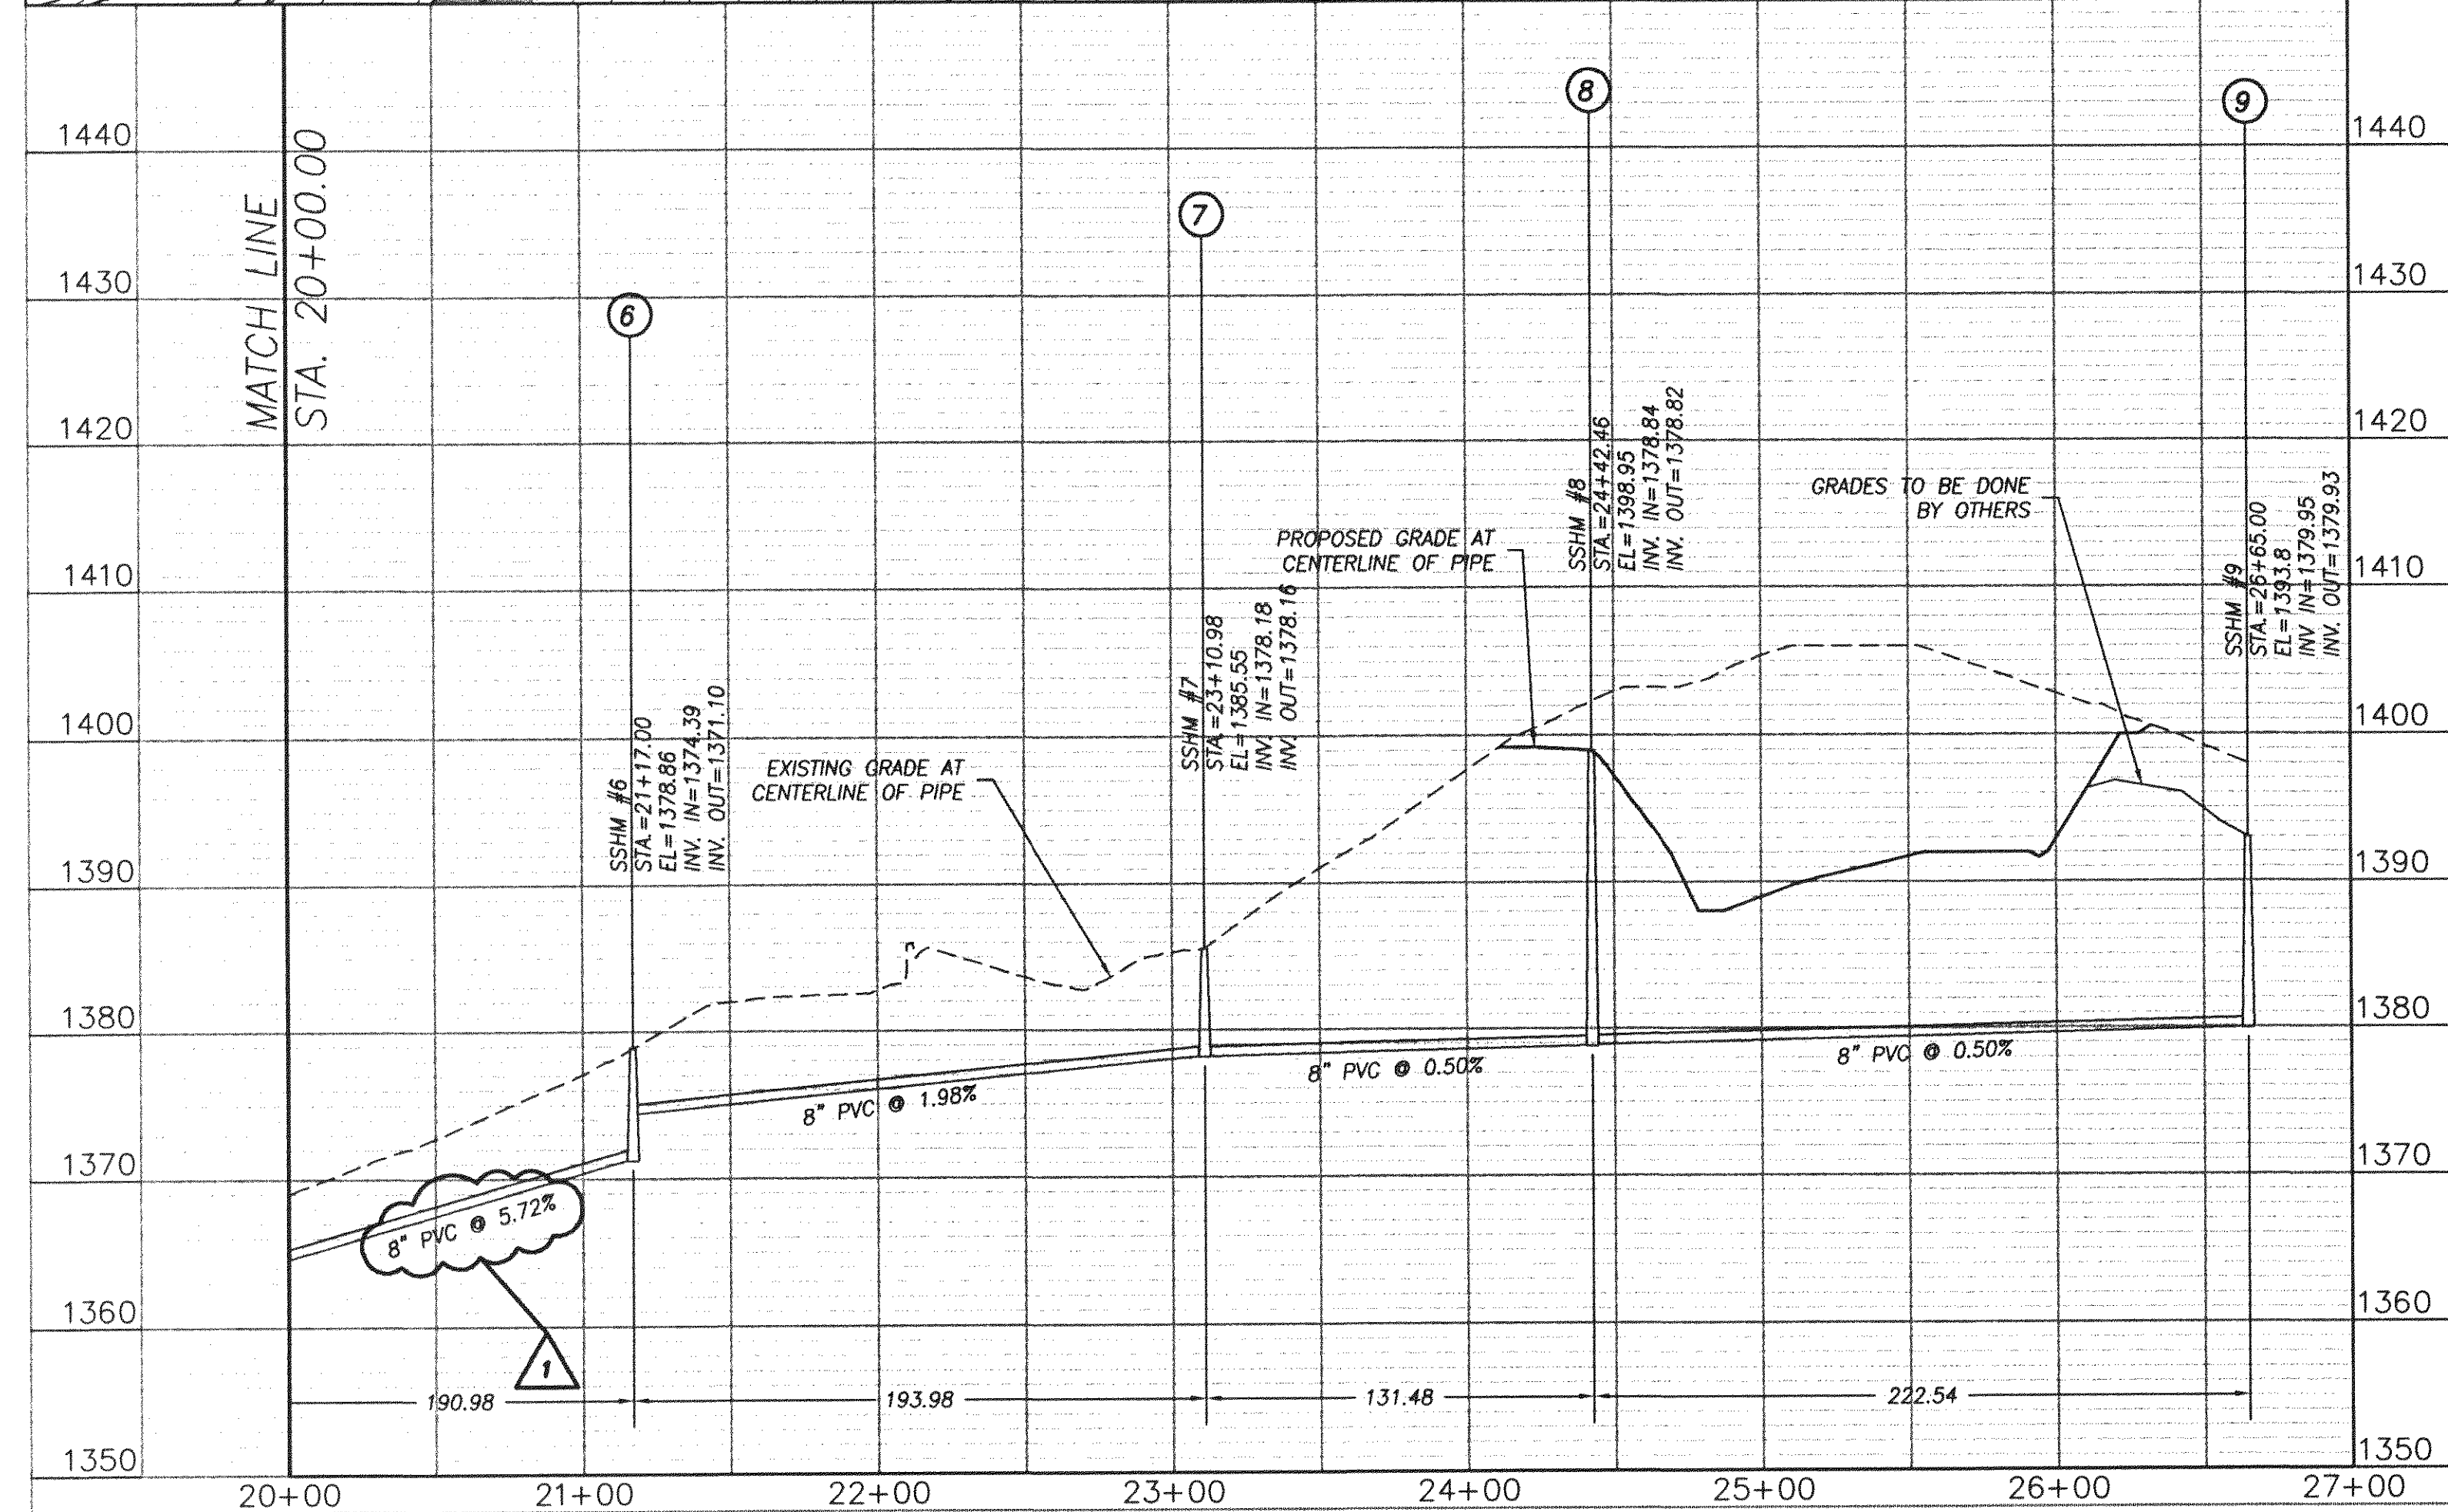 MATCH LINE
STA. 20+00.00
6
7
8
9
1440
1430
1420
1410
1400
1390
1380
1370
1360
1350
1440
1430
1420
1410
1400
1390
1380
1370
1360
1350
SSHM #6
STA.=21+17.00
EL=1378.86
INV. IN=1374.39
INV. OUT=1371.10
EXISTING GRADE AT
CENTERLINE OF PIPE
SSHM #7
STA.=23+10.98
EL=1385.55
INV. IN=1378.18
INV. OUT=1378.16
PROPOSED GRADE AT
CENTERLINE OF PIPE
SSHM #8
STA.=24+42.46
EL=1398.95
INV. IN=1378.84
INV. OUT=1378.82
GRADES TO BE DONE
BY OTHERS
SSHM #9
STA.=26+65.00
EL=1393.8
INV IN=1379.95
INV. OUT=1379.93
8" PVC @ 5.72%
8" PVC @ 1.98%
8" PVC @ 0.50%
8" PVC @ 0.50%
1
190.98
193.98
131.48
222.54
20+00
21+00
22+00
23+00
24+00
25+00
26+00
27+00